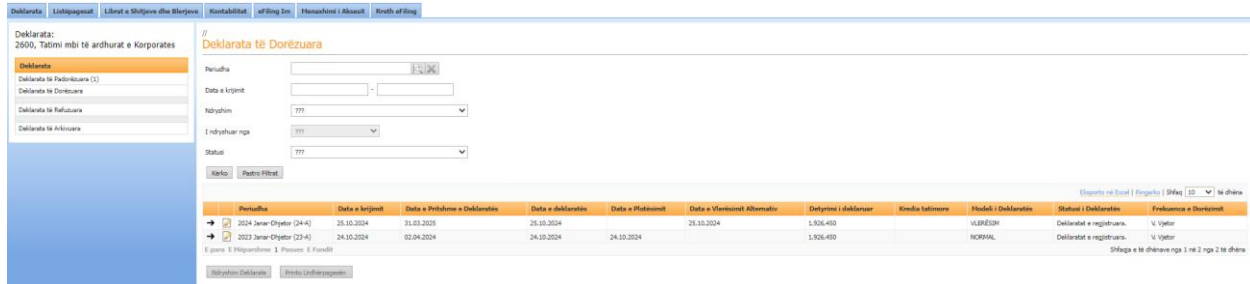 Deklarata Listëpagesat Librat e Shitjeve dhe Blerjeve Kontabilitet eFiling Im Menaxhimi i Aksesit Rreth eFiling
Deklarata:
2600, Tatimi mbi të ardhurat e Korporates
Deklarata
Deklarata të Padorëzuara (1)
Deklarata të Dorëzuara
Deklarata të Refuzuara
Deklarata të Arkivuara
//
Deklarata të Dorëzuara
Periudha
Data e krijimit -
Ndryshim ???
I ndryshuar nga ???
Statusi ???
Kërko Pastro Filtrat
Eksporto në Excel | Ringarko | Shfaq 10 të dhëna
Periudha Data e krijimit Data e Pritshme e Deklaratës Data e deklaratës Data e Plotësimit Data e Vlerësimit Alternativ Detyrimi i deklaruar Kredia tatimore Modeli i Deklaratës Statusi i Deklaratës Frekuenca e Dorëzimit
2024 Janar-Dhjetor (24-A) 25.10.2024 31.03.2025 25.10.2024 25.10.2024 1,926,450 VLERËSIM Deklaratat e regjistruara. V. Vjetor
2023 Janar-Dhjetor (23-A) 24.10.2024 02.04.2024 24.10.2024 24.10.2024 1,926,450 NORMAL Deklaratat e regjistruara. V. Vjetor
E para E Mëparshme 1 Pasues E Fundit Shfaqja e të dhënave nga 1 në 2 nga 2 të dhëna
Ndryshim Deklarate Printo Urdhërpagesën